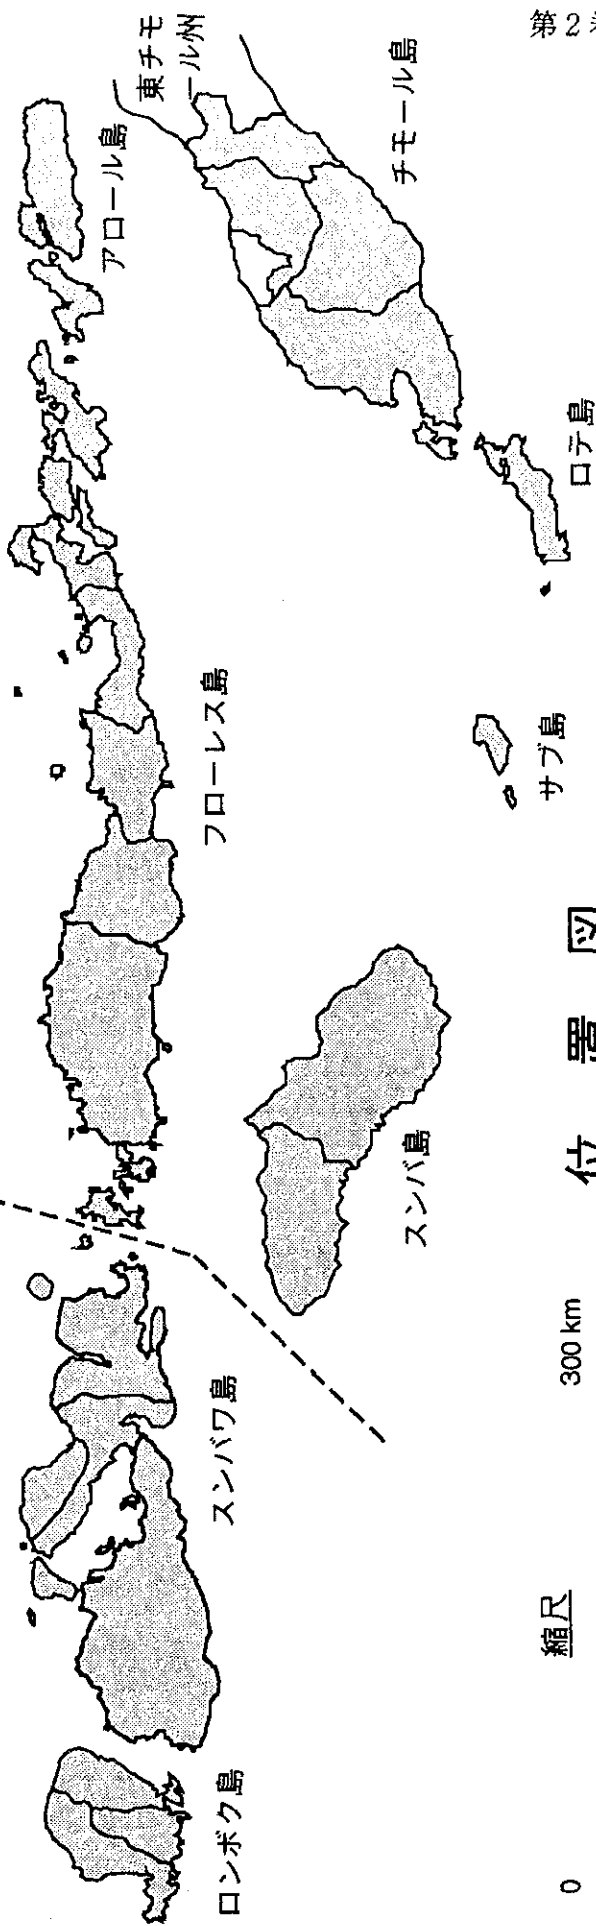 第2
東チモ
ール州
アロール島
チモール島
フローレス島
ロテ島
サブ島
スンバ島
スンバワ島
ロンボク島
位置図
縮尺
0 300 km